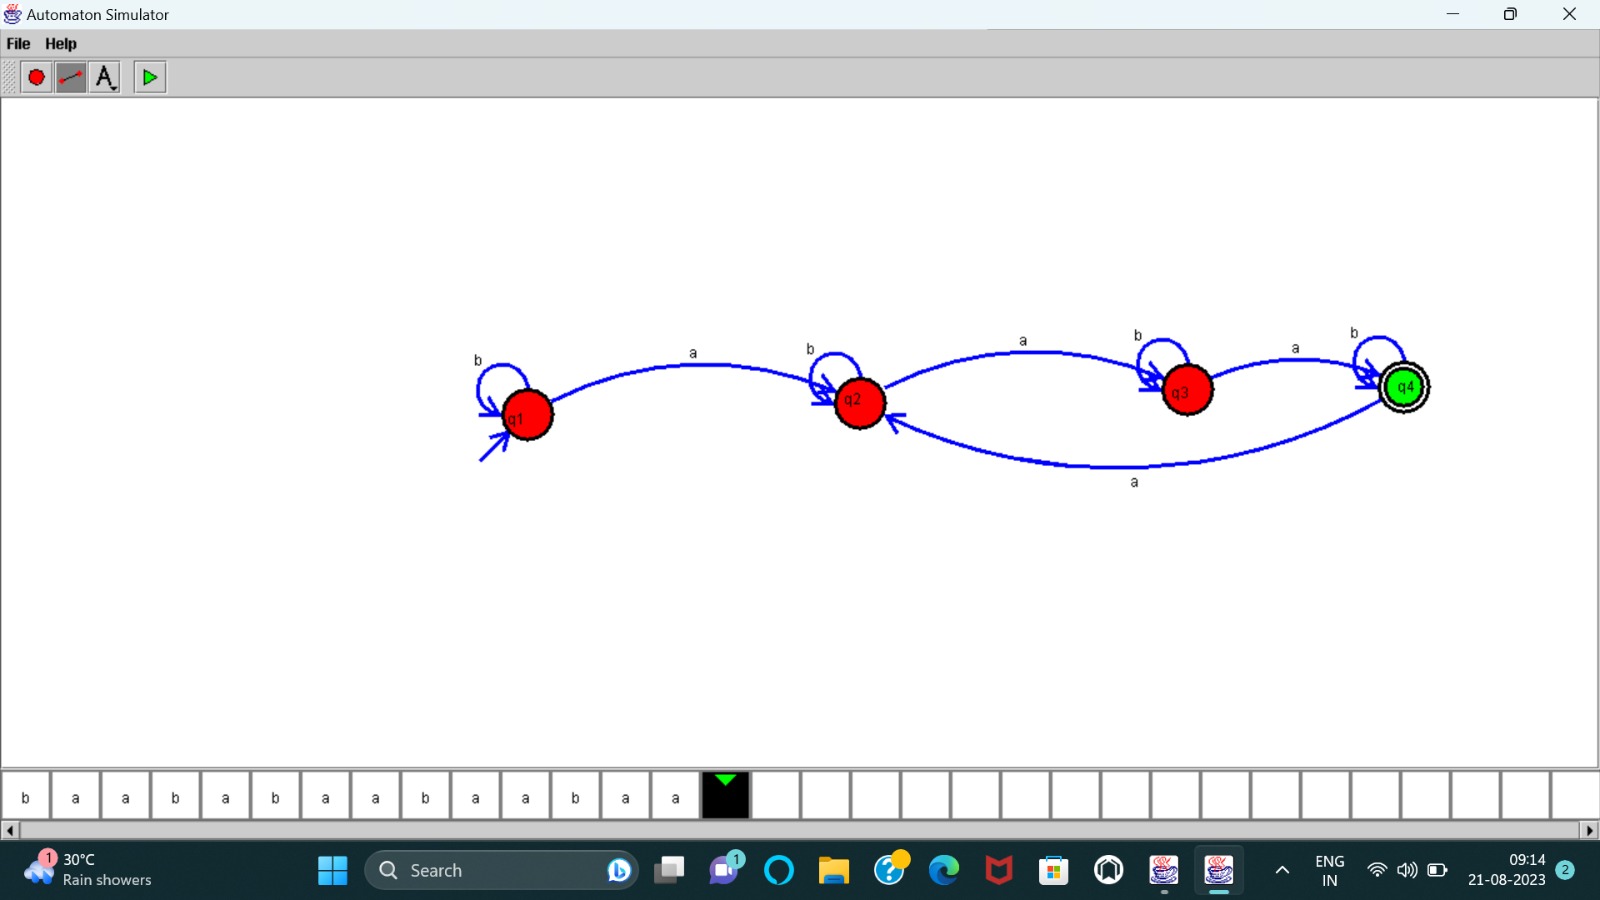 Automaton Simulator
File Help
A
b a b a b a b
q1 q2 q3 q4
a
b a a b a b a a b a a b a a
1 30°C
Rain showers
Search
1
ENG
IN
09:14
21-08-2023
2